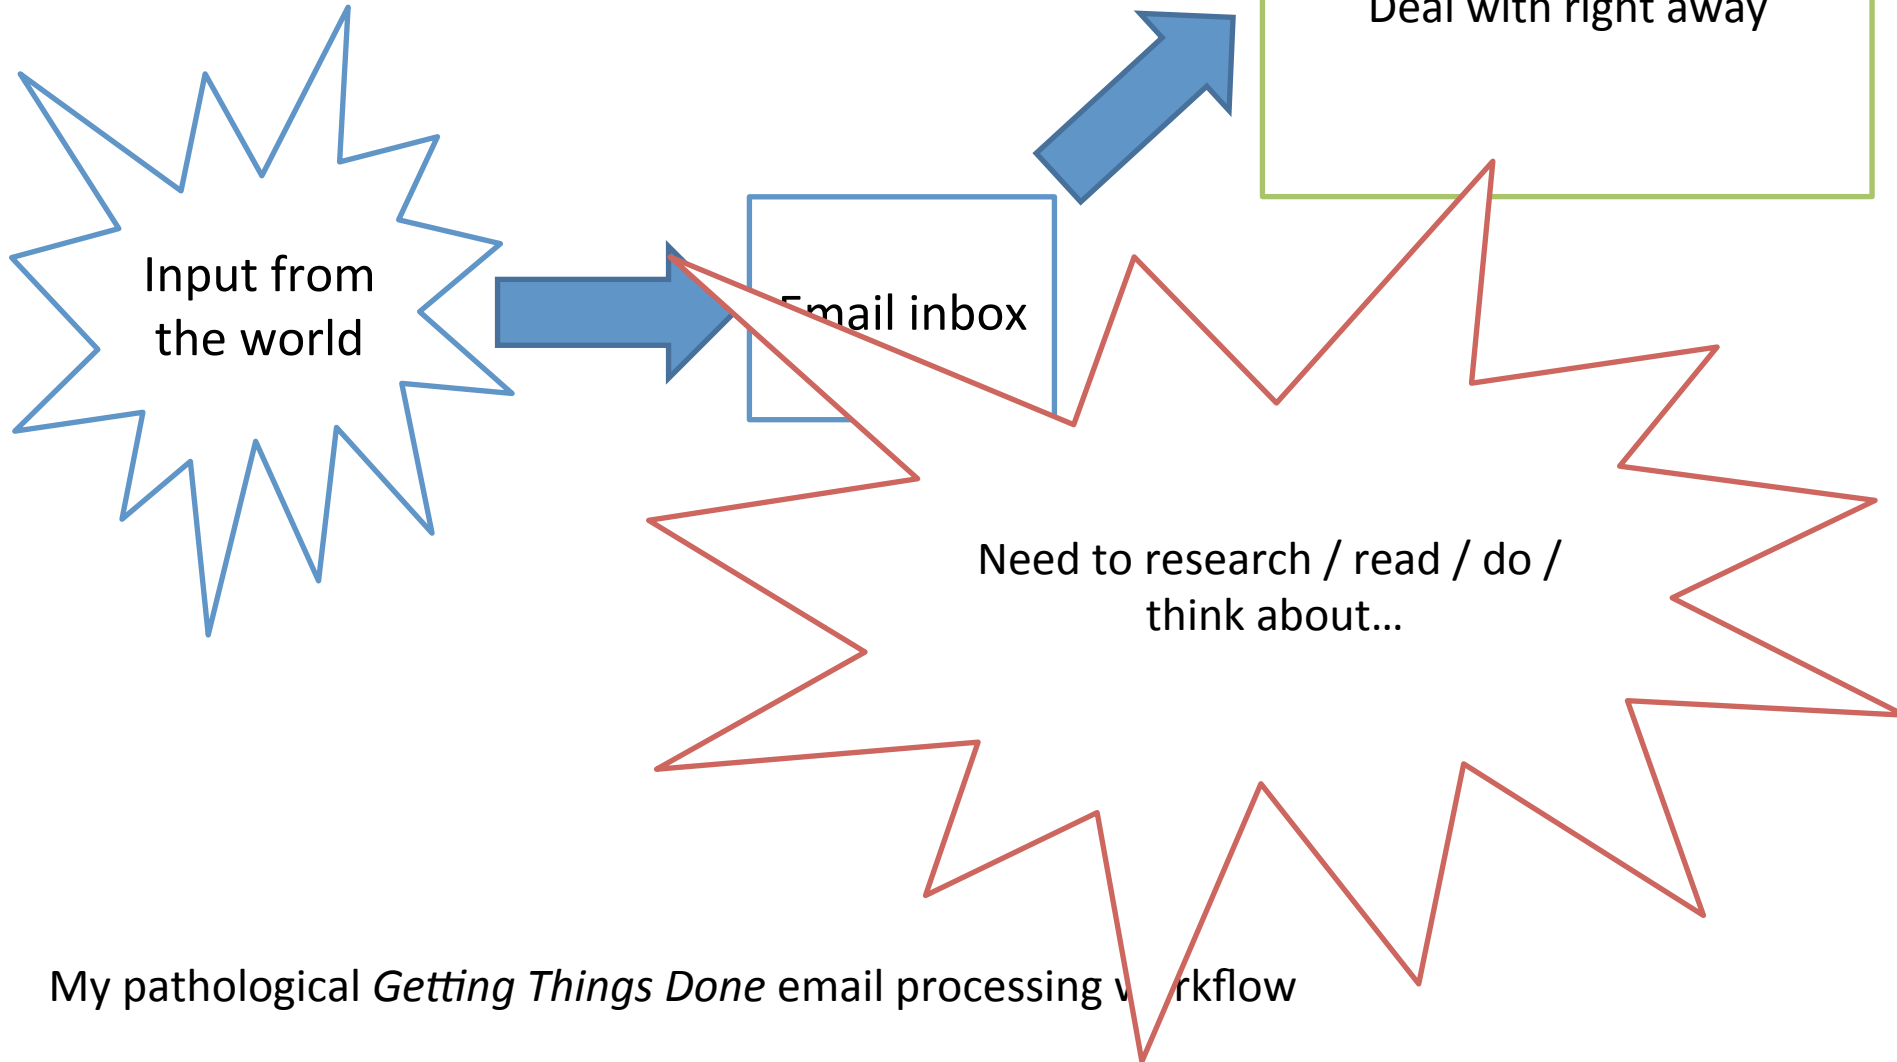 Deal with right away
Input from
the world
Email inbox
Need to research / read / do /
think about…
My pathological Getting Things Done email processing workflow